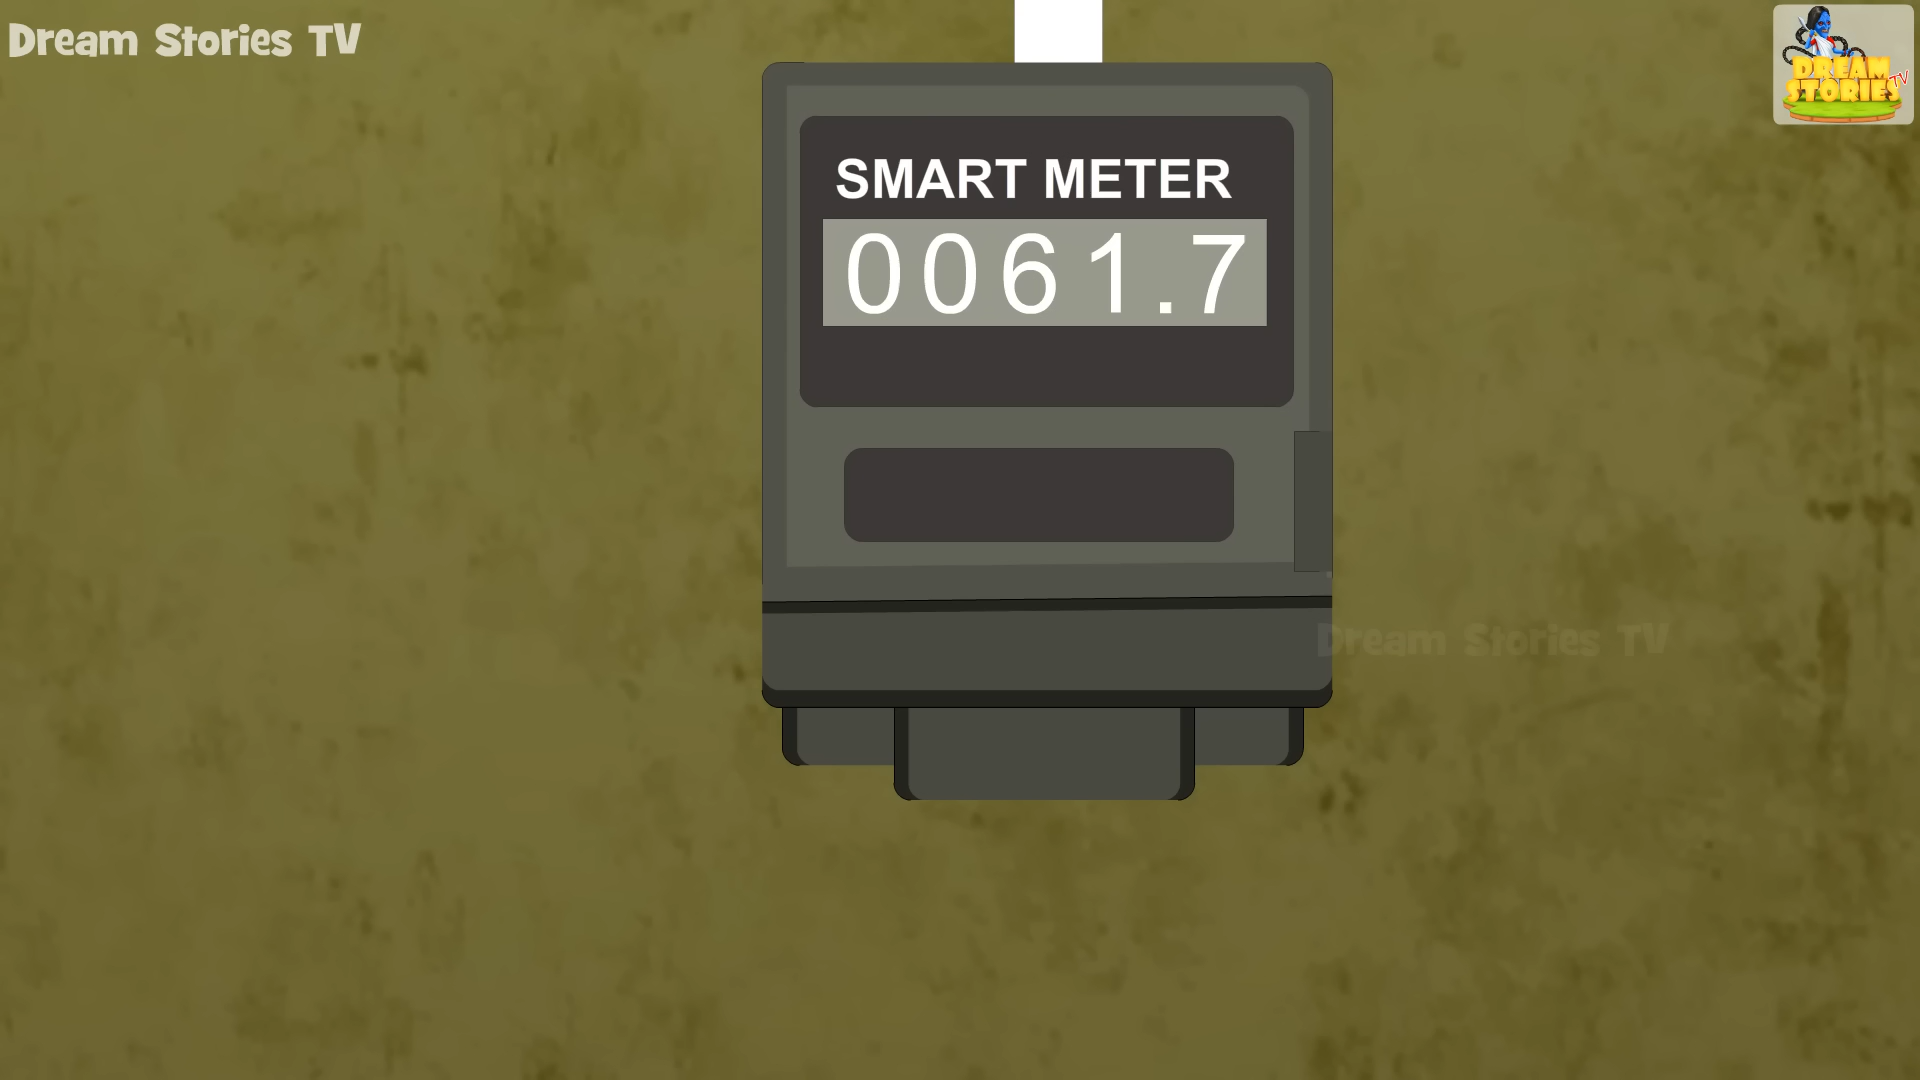 Dream Stories TV
DREAM
STORIES TV
SMART METER
0061.7
Dream Stories TV